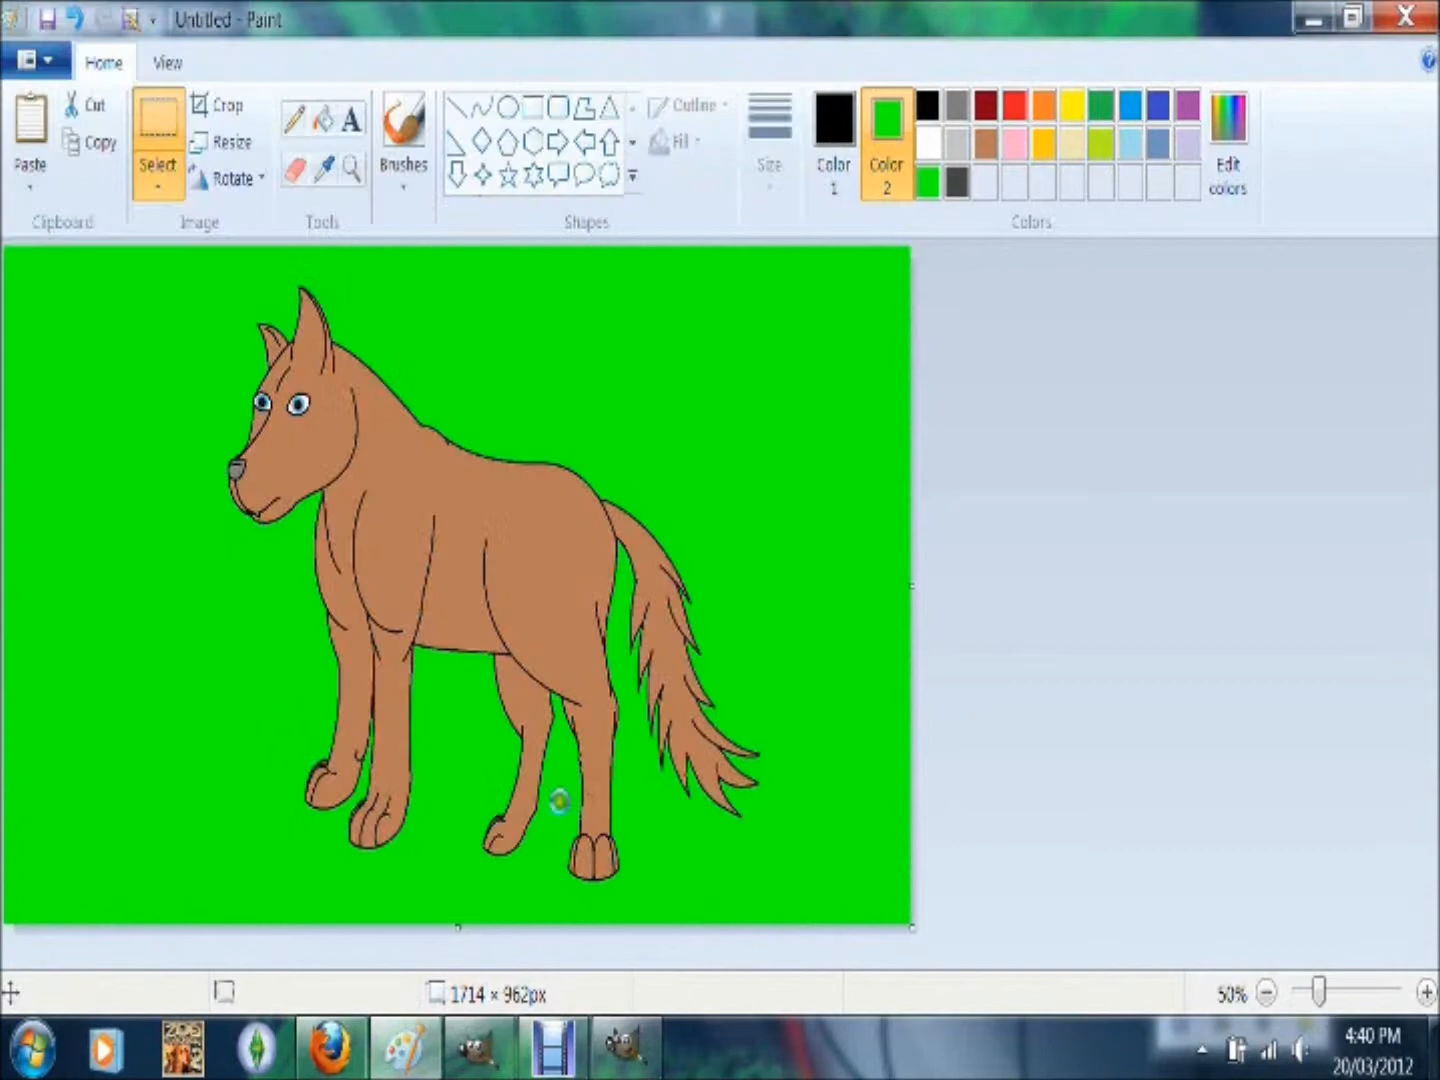 Untitled - Paint
Home View
Paste
Cut
Copy
Clipboard
Select
Crop
Resize
Rotate
Image
A
Tools
Brushes
Outline
Fill
Shapes
Size
Color 1
Color 2
Edit colors
Colors
1714 × 962px
50%
4:40 PM
20/03/2012